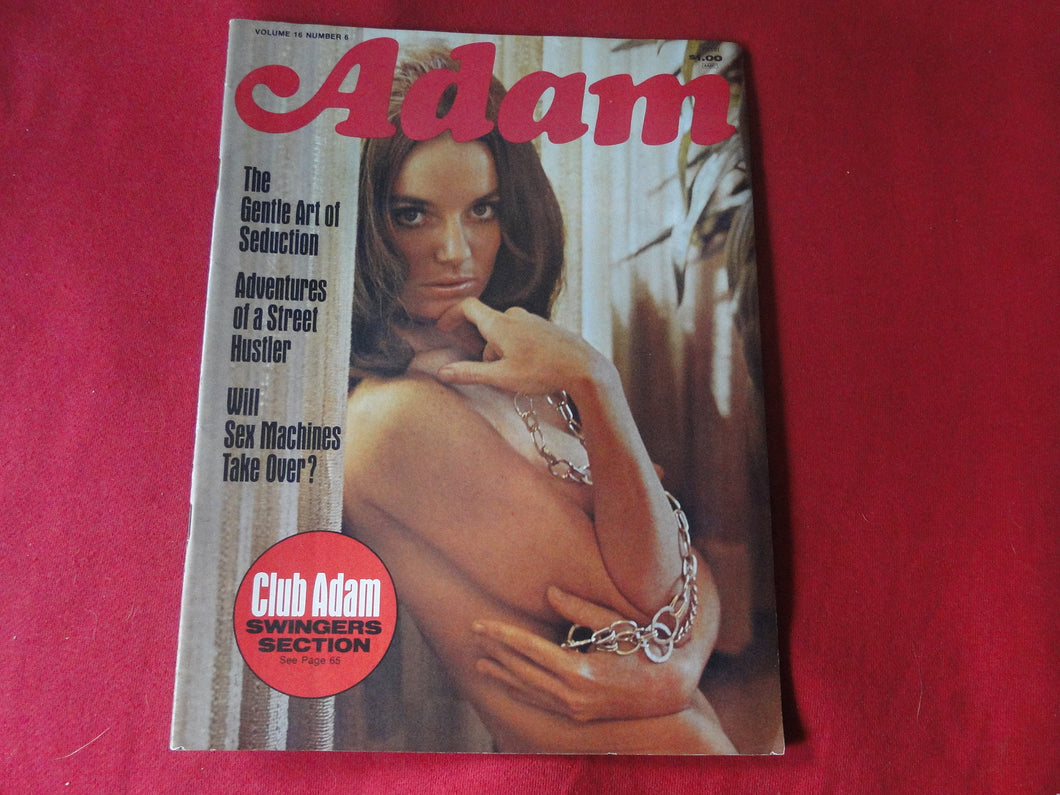 VOLUME 16 NUMBER 6
$1.00
Adam
The
Gentle Art of
Seduction
Adventures
of a Street
Hustler
Will
Sex Machines
Take Over?
Club Adam
SWINGERS
SECTION
See Page 65